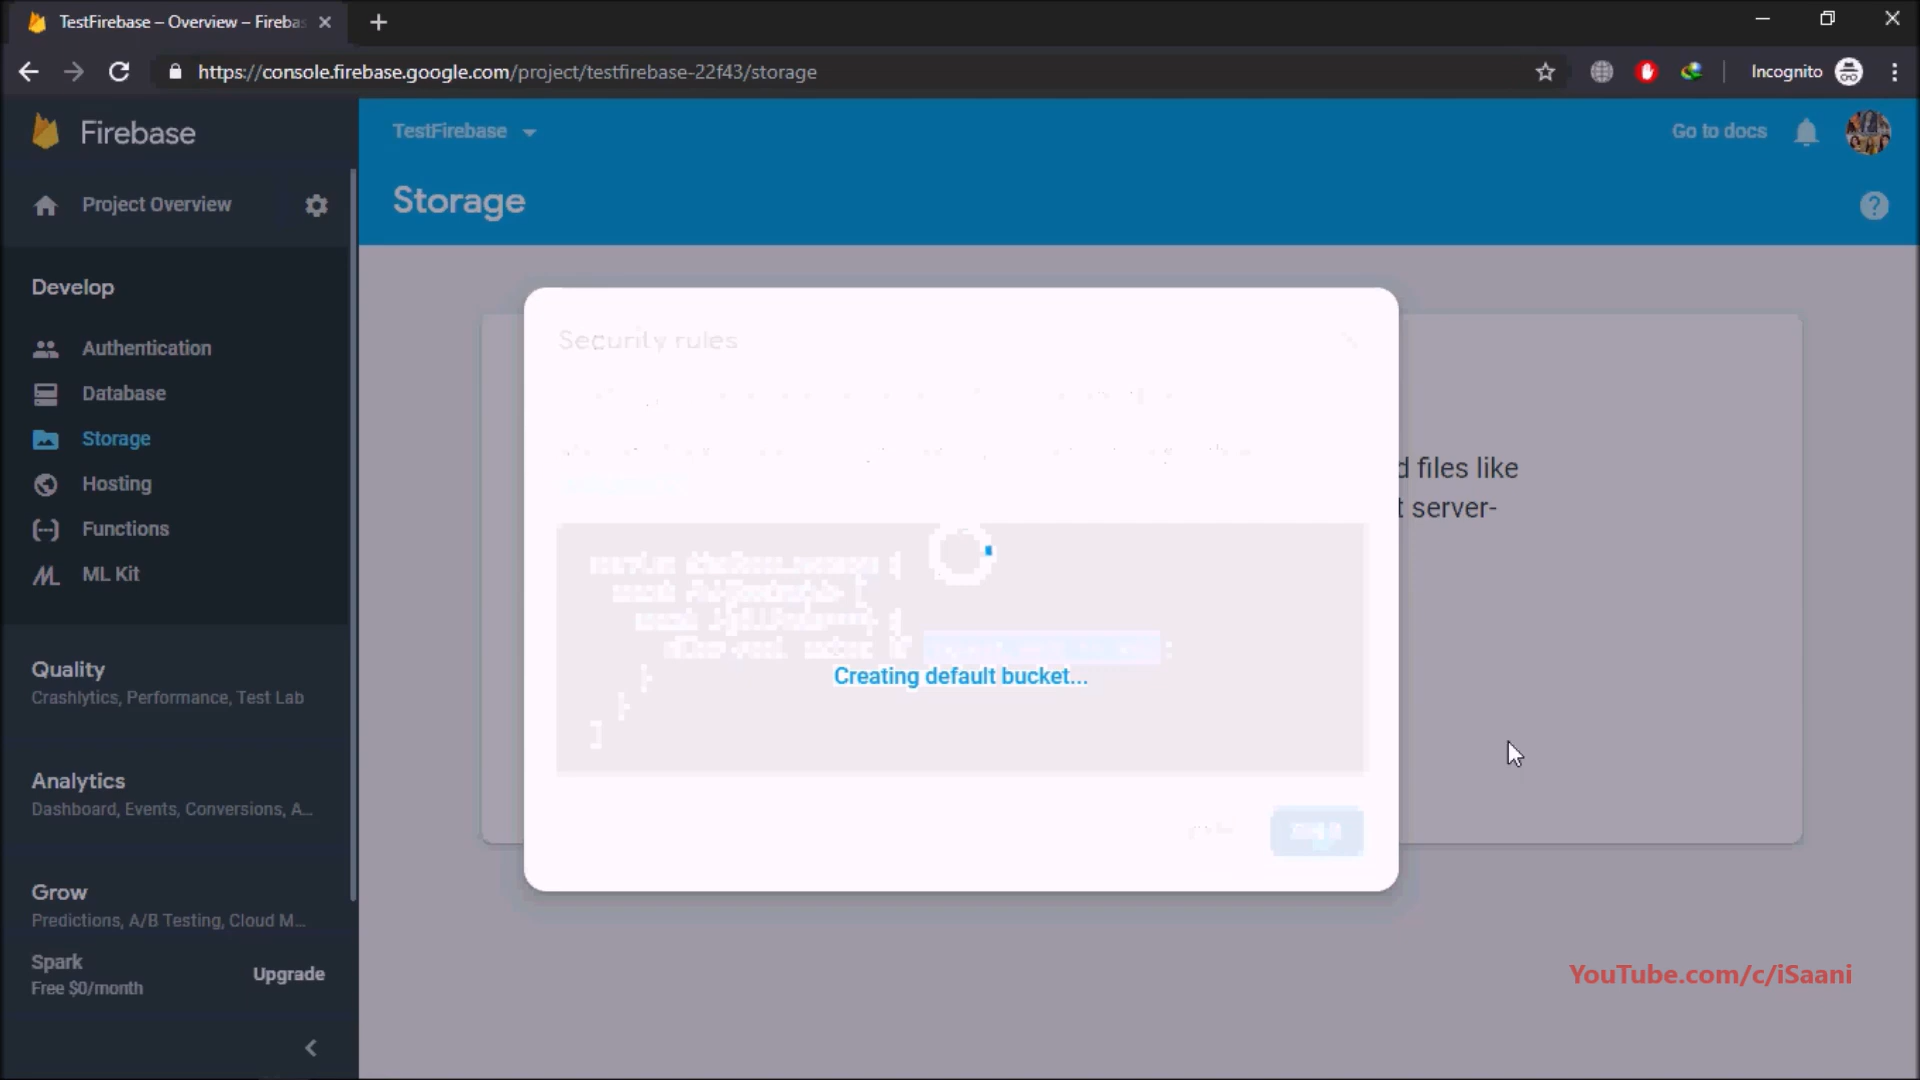 TestFirebase – Overview – Fireba
https://console.firebase.google.com/project/testfirebase-22f43/storage
Incognito
Firebase
TestFirebase
Go to docs
Project Overview
Storage
Develop
Authentication
Database
Storage
Hosting
Functions
ML Kit
Quality
Crashlytics, Performance, Test Lab
Analytics
Dashboard, Events, Conversions, A...
Grow
Predictions, A/B Testing, Cloud M...
Spark
Free $0/month
Upgrade
Security rules
d files like
t server-
Creating default bucket...
YouTube.com/c/iSaani